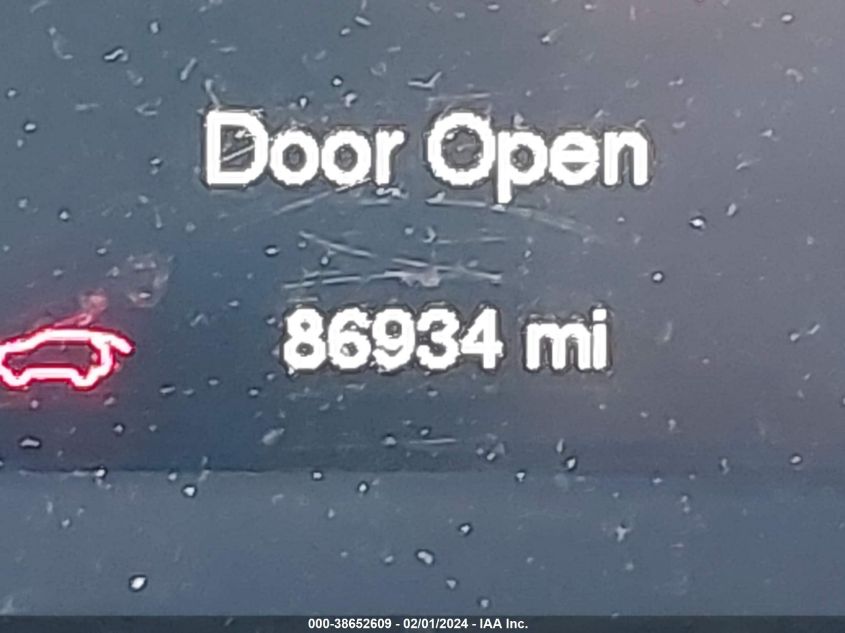 Door Open
86934 mi
000-38652609 - 02/01/2024 - IAA Inc.